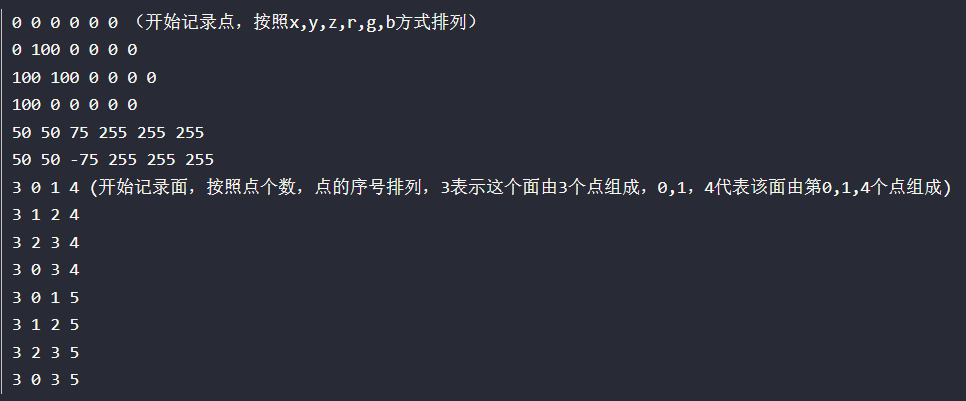 0 0 0 0 0 0 （开始记录点，按照x,y,z,r,g,b方式排列）
0 100 0 0 0 0
100 100 0 0 0 0
100 0 0 0 0 0
50 50 75 255 255 255
50 50 -75 255 255 255
3 0 1 4 (开始记录面，按照点个数，点的序号排列，3表示这个面由3个点组成，0,1，4代表该面由第0,1,4个点组成)
3 1 2 4
3 2 3 4
3 0 3 4
3 0 1 5
3 1 2 5
3 2 3 5
3 0 3 5